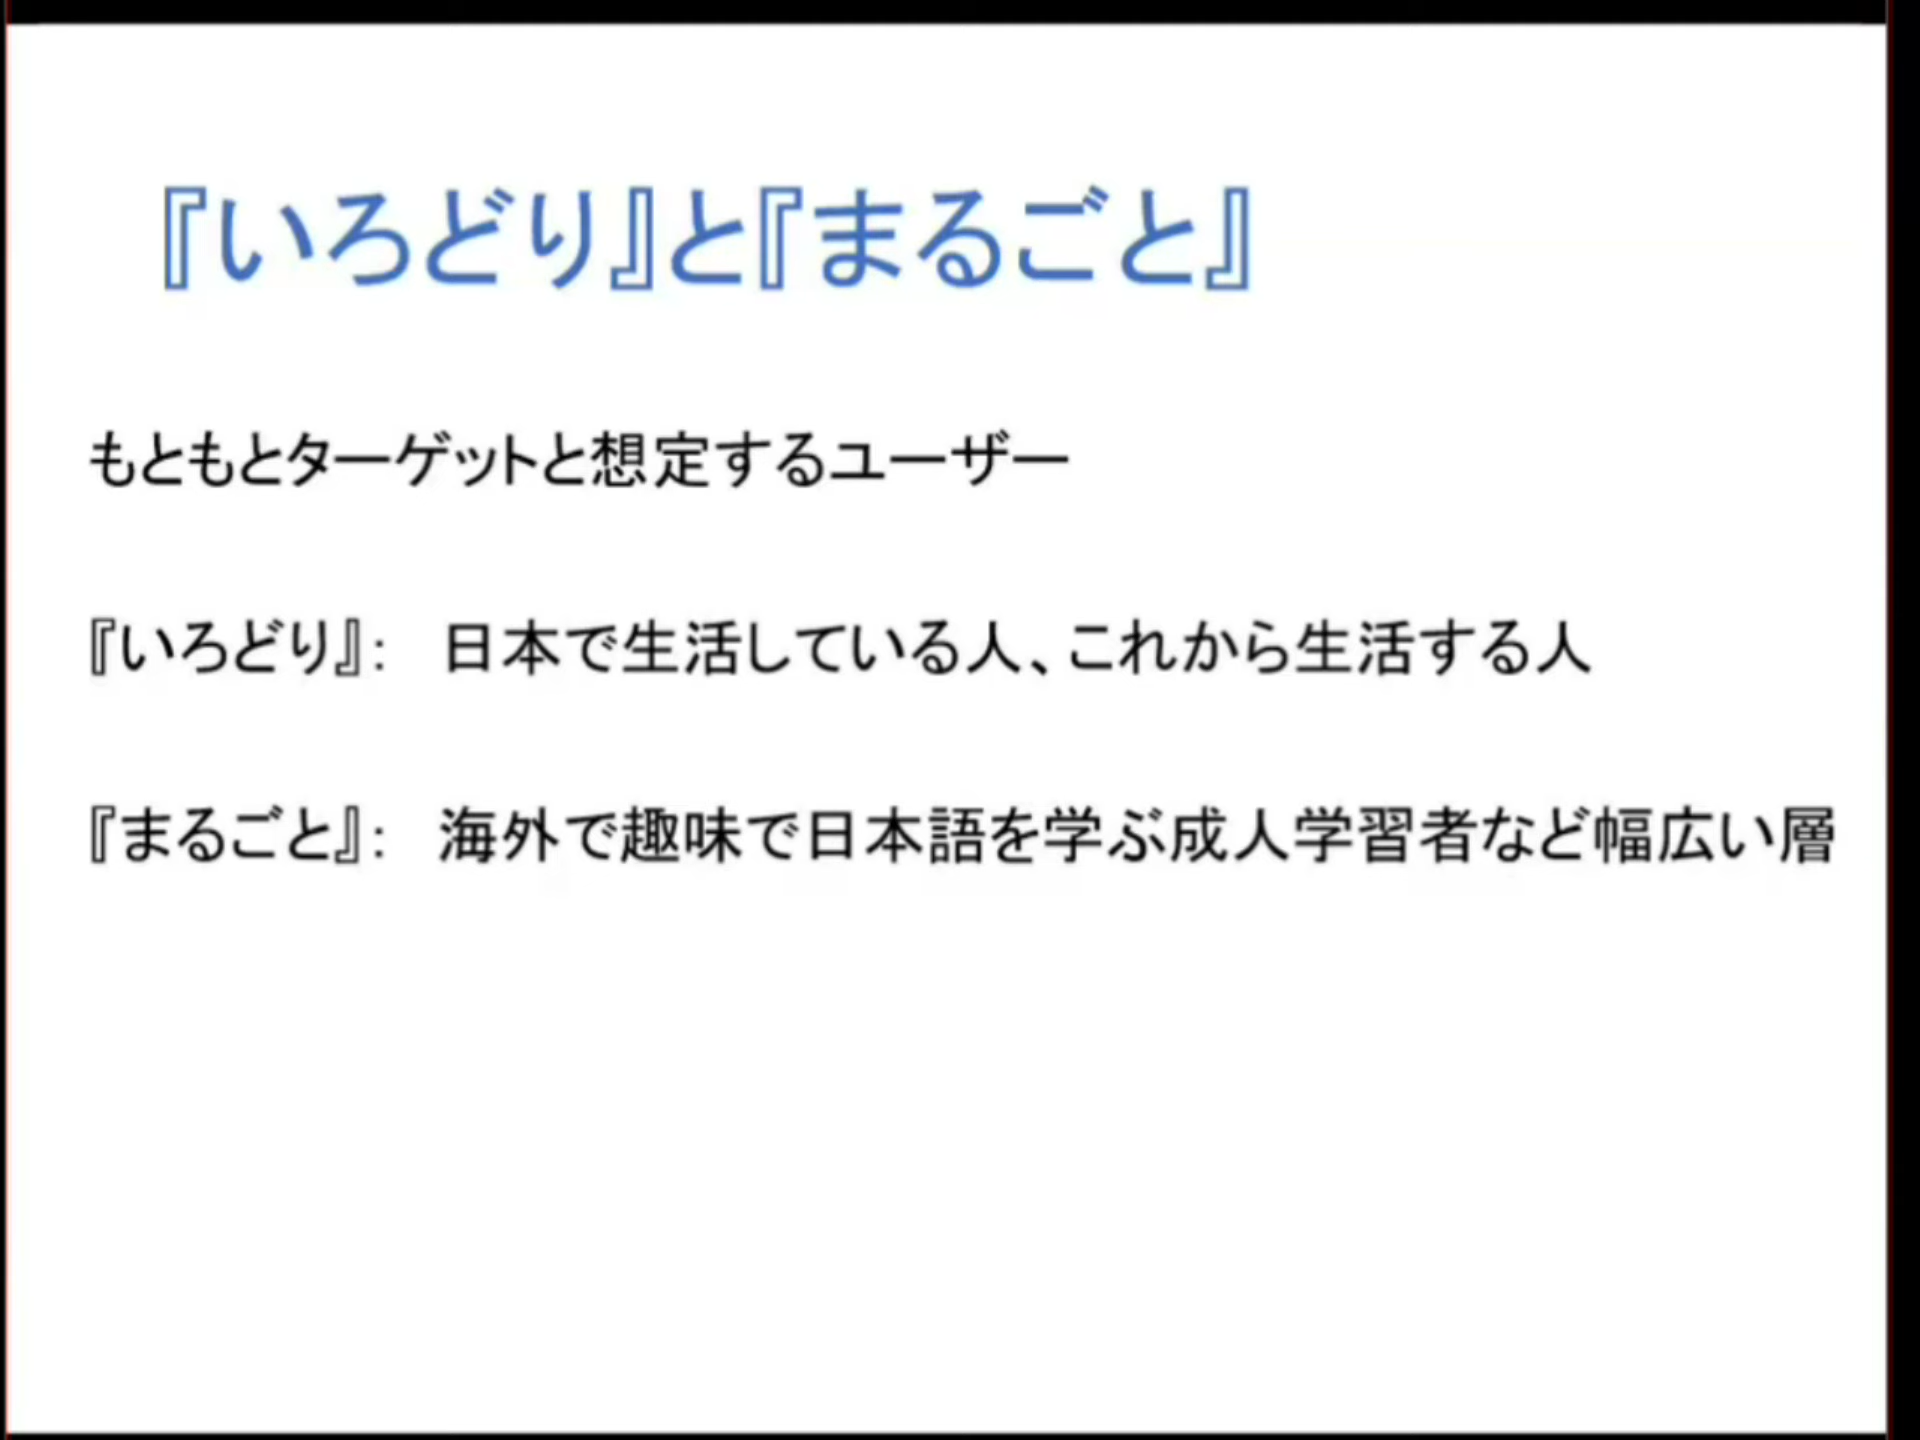 『いろどり』と『まるごと』
もともとターゲットと想定するユーザー
『いろどり』:　日本で生活している人、これから生活する人
『まるごと』:　海外で趣味で日本語を学ぶ成人学習者など幅広い層